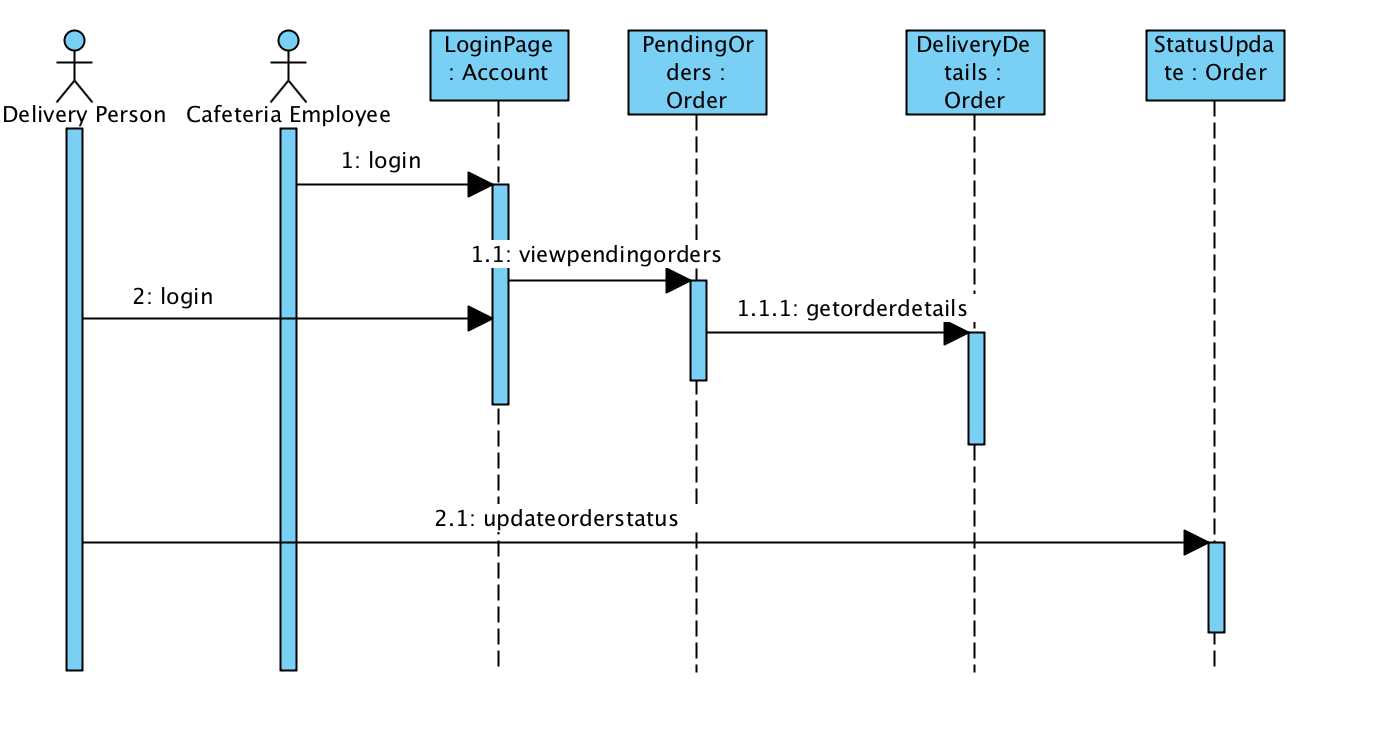 Delivery Person
Cafeteria Employee
LoginPage
: Account
PendingOr
ders :
Order
DeliveryDe
tails :
Order
StatusUpda
te : Order
1: login
1.1: viewpendingorders
2: login
1.1.1: getorderdetails
2.1: updateorderstatus